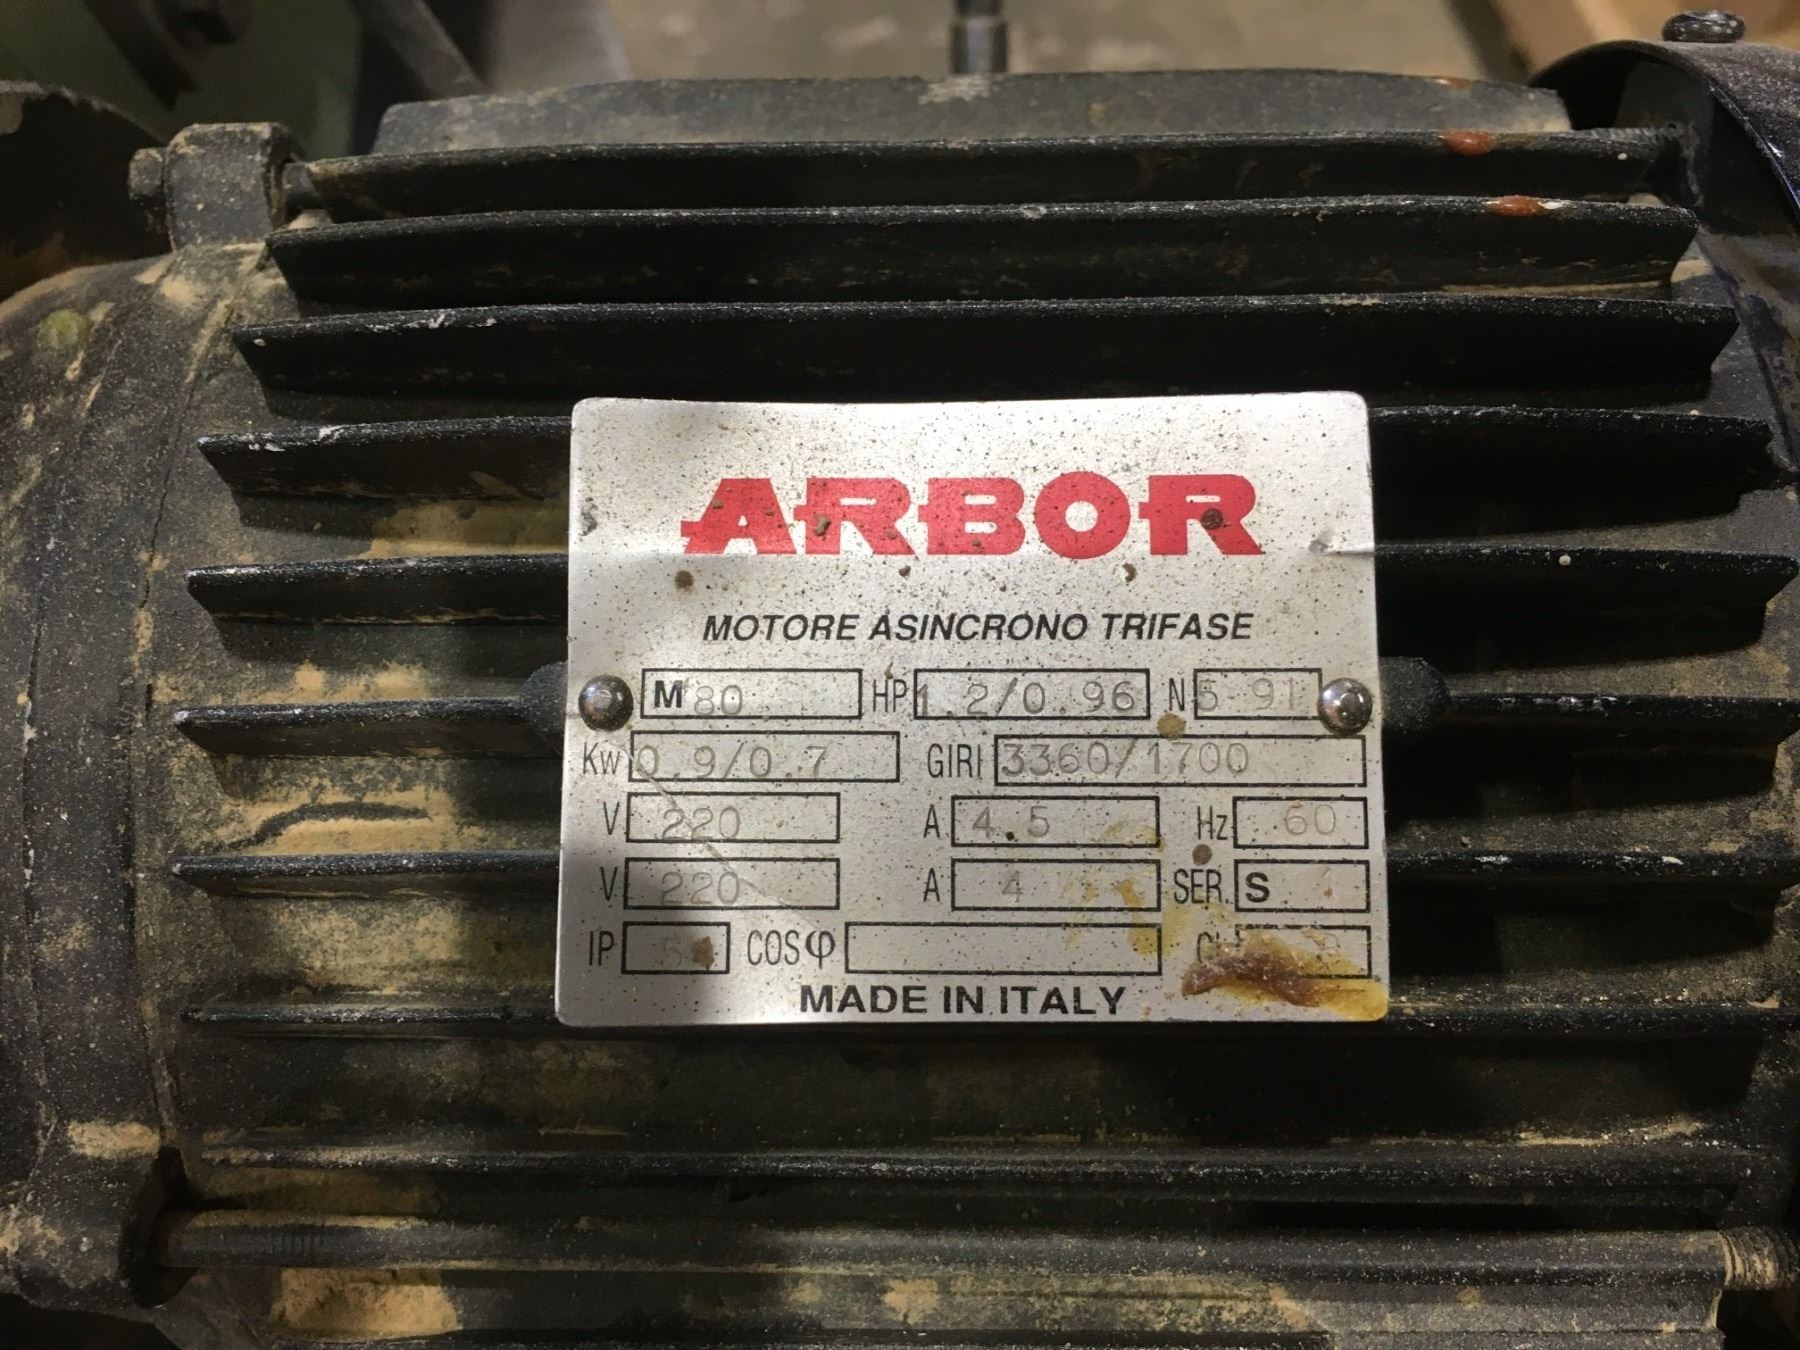 ARBOR
MOTORE ASINCRONO TRIFASE
M 80 HP 1.2/0.96 N 5 91
Kw 0.9/0.7 GIRI 3360/1700
V 220 A 4.5 Hz 60
V 220 A 4 SER. S 1
IP COSφ
MADE IN ITALY